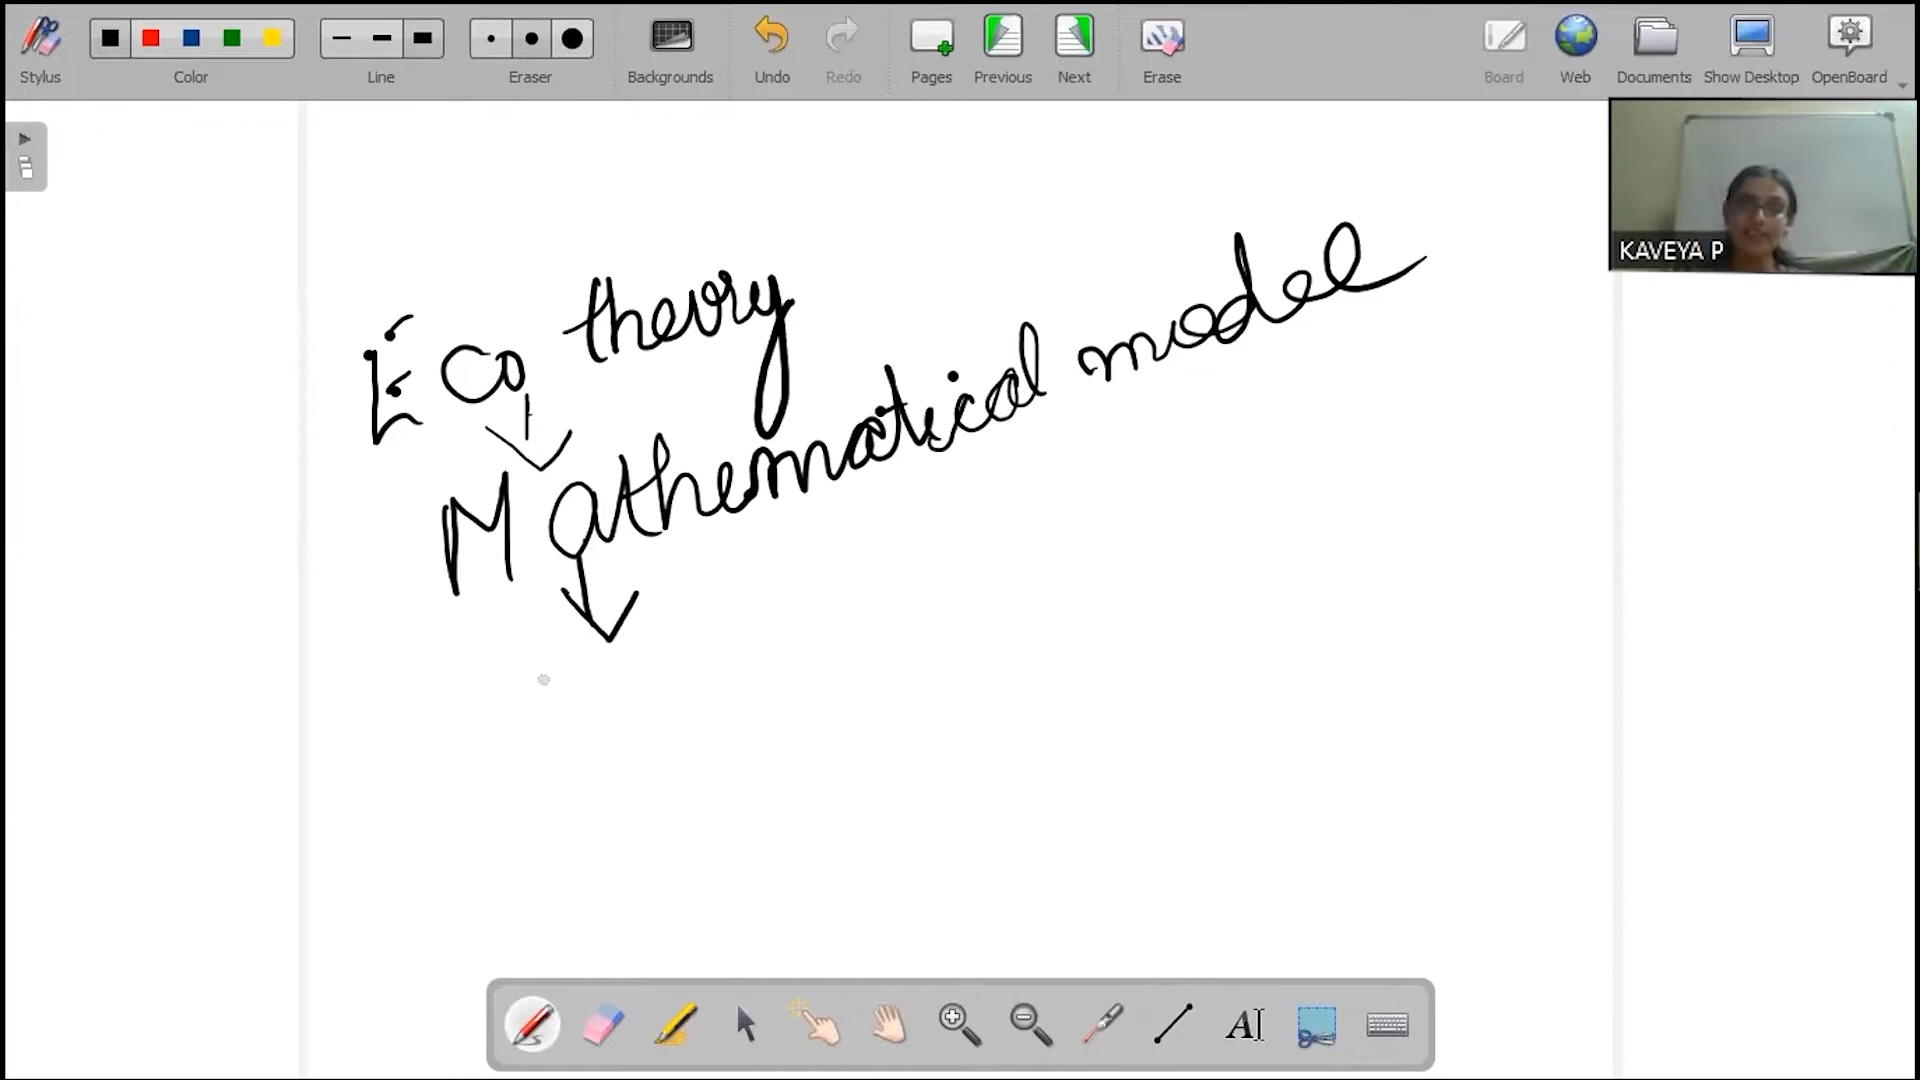 Stylus Color Line Eraser Backgrounds Undo Redo Pages Previous Next Erase Board Web Documents Show Desktop OpenBoard
KAVEYA P
Eco theory
Mathematical model